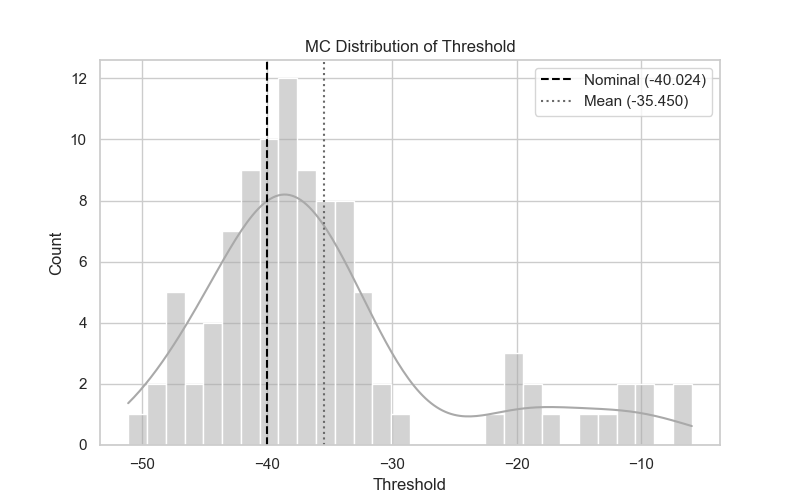 MC Distribution of Threshold
Nominal (-40.024)
Mean (-35.450)
Count
12
10
8
6
4
2
0
−50
−40
−30
−20
−10
Threshold